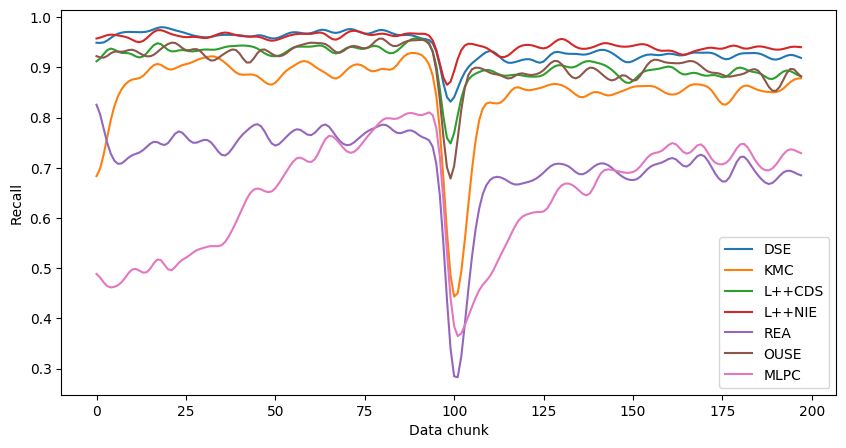 1.0
0.9
0.8
0.7
0.6
0.5
0.4
0.3
Recall
0 25 50 75 100 125 150 175 200
Data chunk
DSE
KMC
L++CDS
L++NIE
REA
OUSE
MLPC